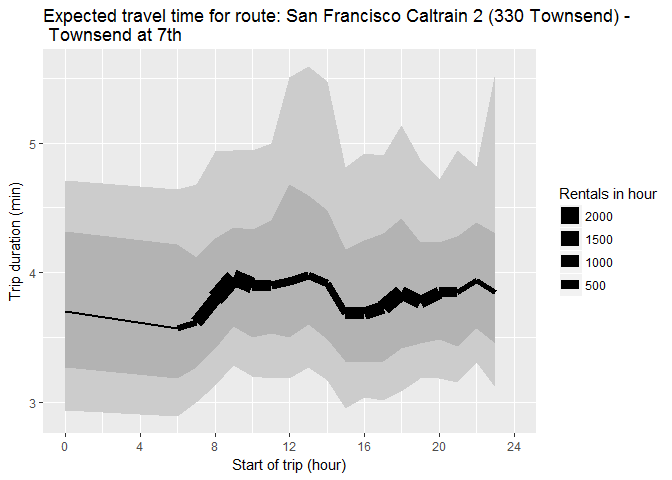 Expected travel time for route: San Francisco Caltrain 2 (330 Townsend) -
Townsend at 7th
Trip duration (min)
5
4
3
0 4 8 12 16 20 24
Start of trip (hour)
Rentals in hour
2000
1500
1000
500